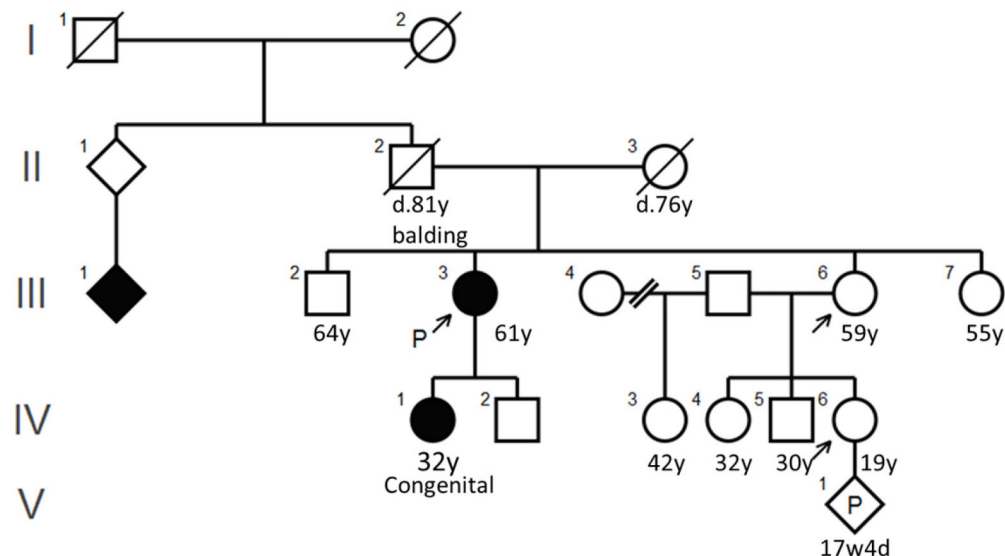 I 1 2
II 1 2 3
d.81y d.76y
balding
III 1 2 3 4 5 6 7
P 64y 61y 59y 55y
IV 1 2 3 4 5 6
32y 42y 32y 30y 19y
Congenital
V 1 P
17w4d